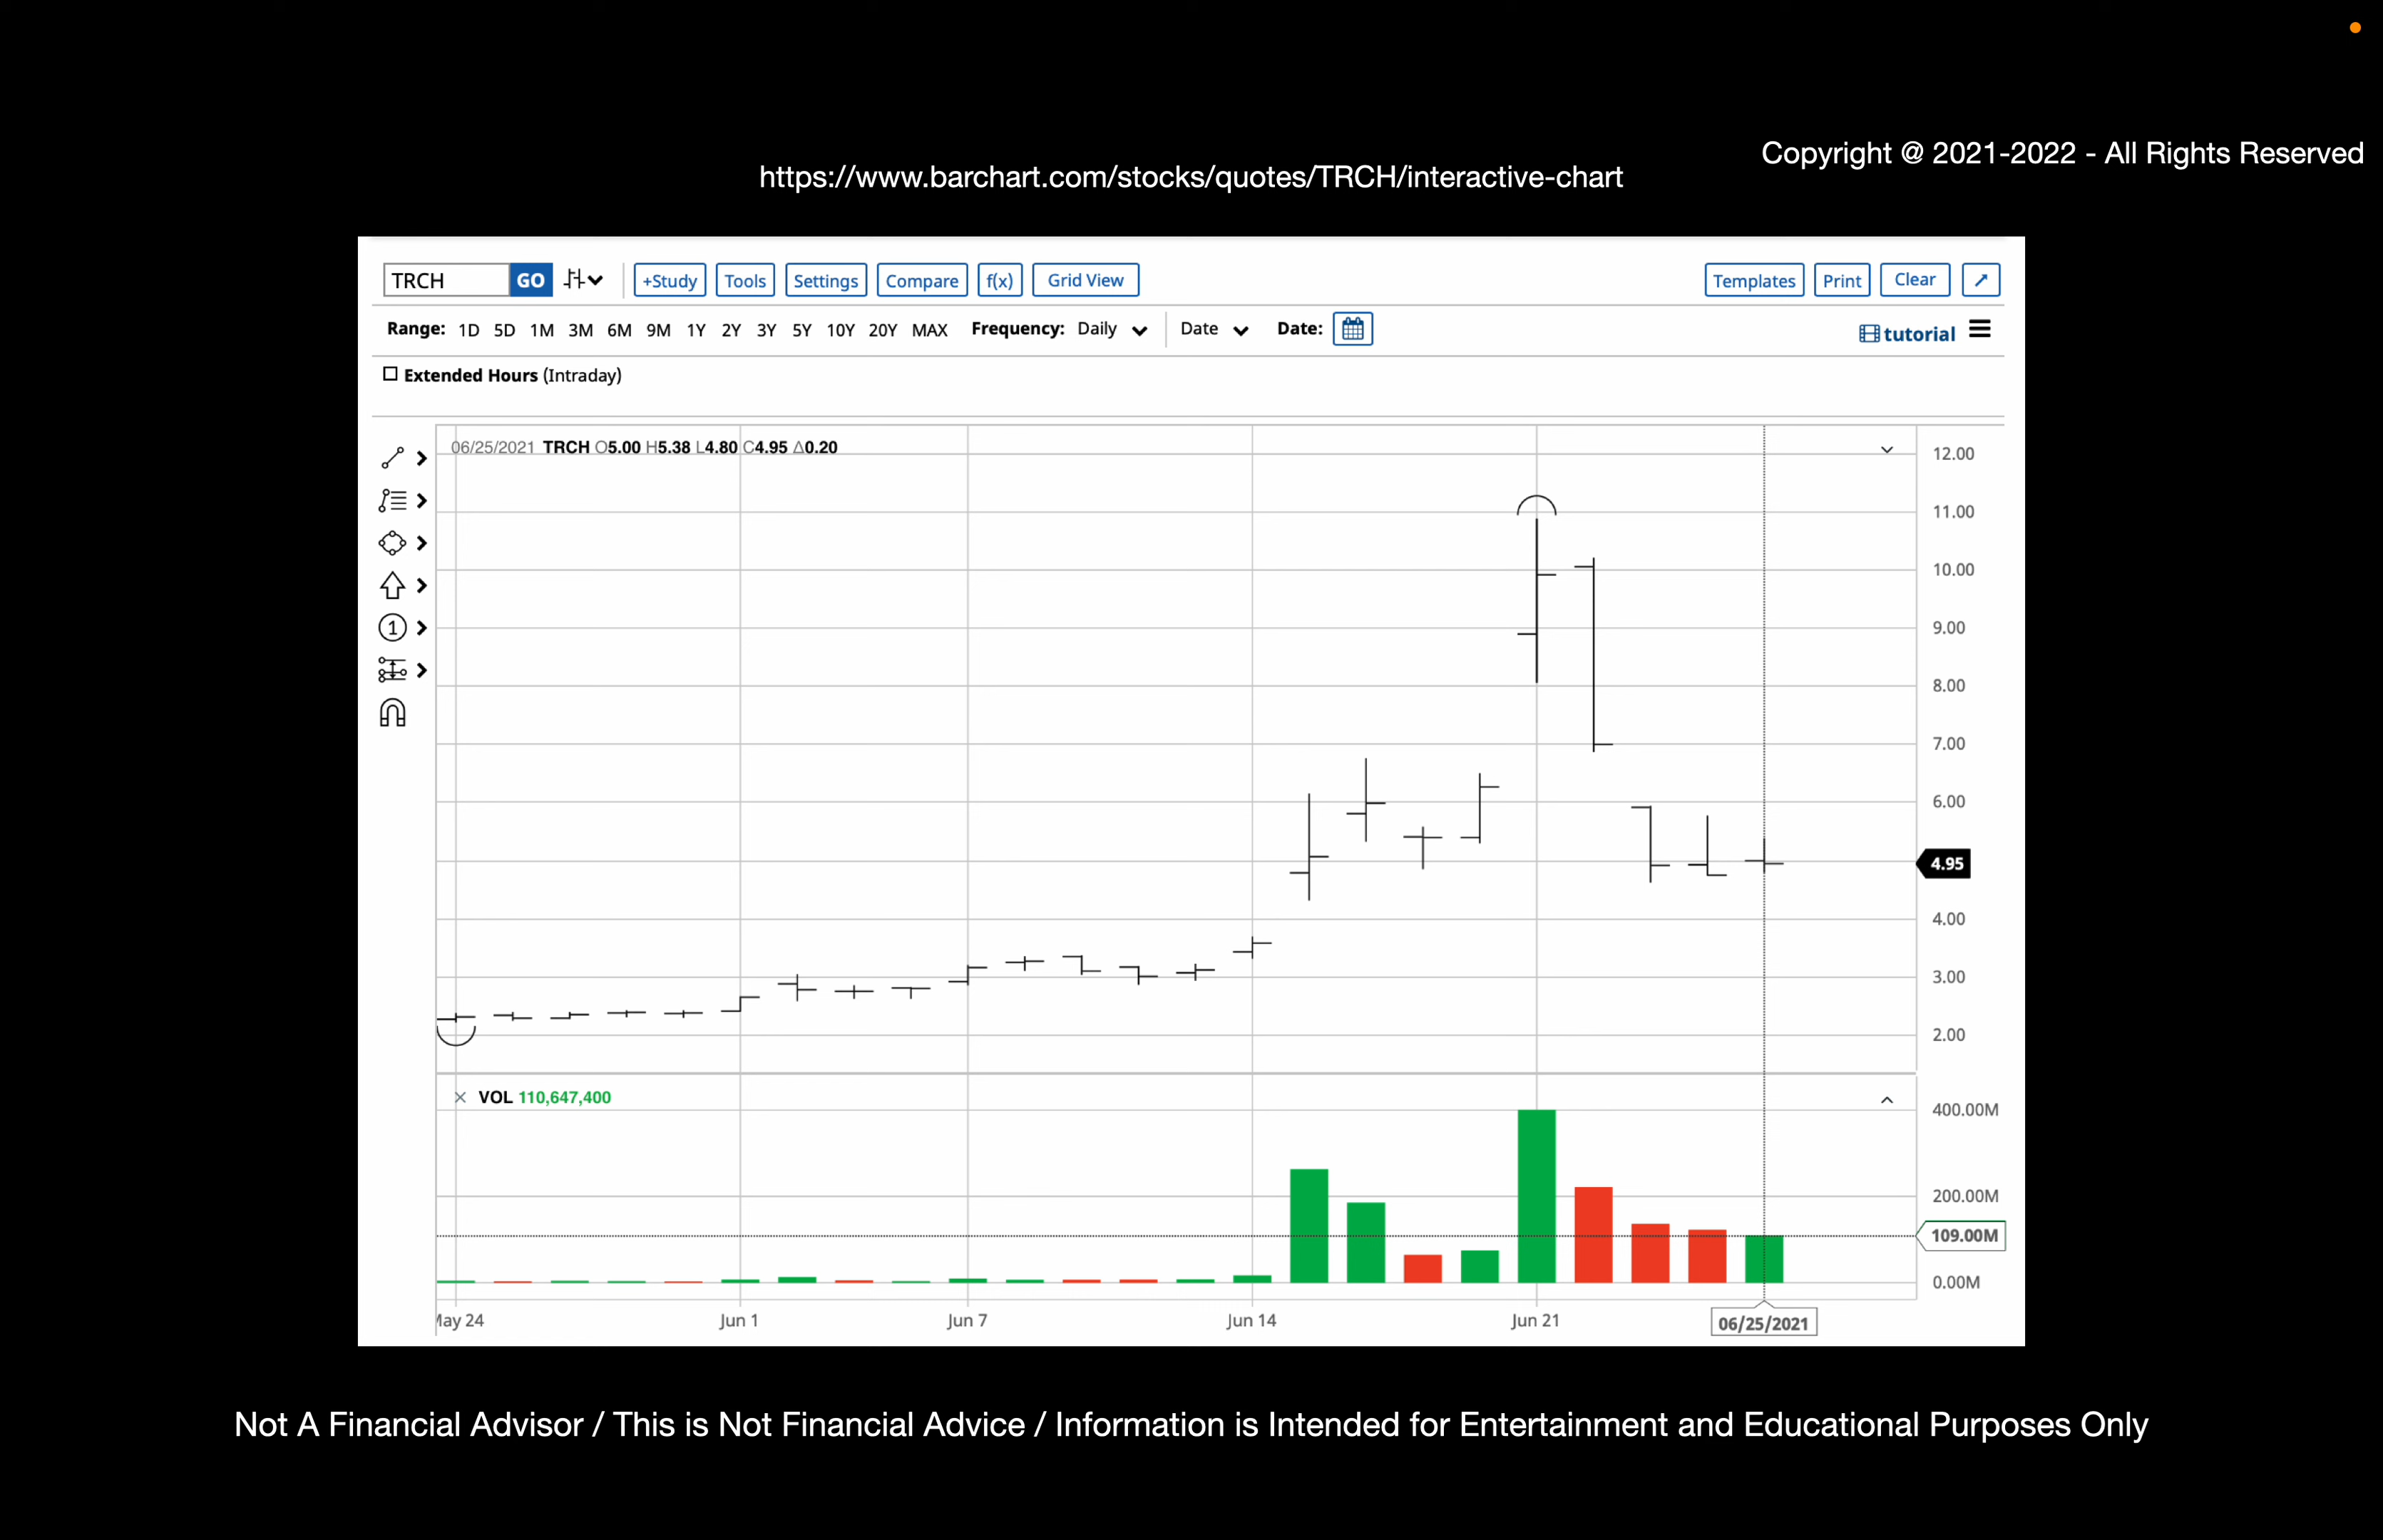 Copyright @ 2021-2022 - All Rights Reserved
https://www.barchart.com/stocks/quotes/TRCH/interactive-chart
TRCH GO +Study Tools Settings Compare f(x) Grid View Templates Print Clear
Range: 1D 5D 1M 3M 6M 9M 1Y 2Y 3Y 5Y 10Y 20Y MAX Frequency: Daily Date Date: tutorial
Extended Hours (Intraday)
06/25/2021 TRCH O5.00 H5.38 L4.80 C4.95 Δ0.20
12.00
11.00
10.00
9.00
1
8.00
7.00
6.00
4.95
4.00
3.00
2.00
VOL 110,647,400
400.00M
200.00M
109.00M
0.00M
May 24 Jun 1 Jun 7 Jun 14 Jun 21 06/25/2021
Not A Financial Advisor / This is Not Financial Advice / Information is Intended for Entertainment and Educational Purposes Only